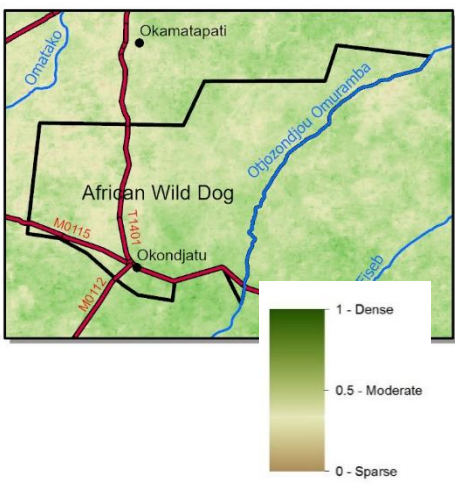 Okamatapati
Omatako
Otjozondjou Omuramba
African Wild Dog
M0115
T1401
Okondjatu
M0112
Eiseb
1 - Dense
0.5 - Moderate
0 - Sparse